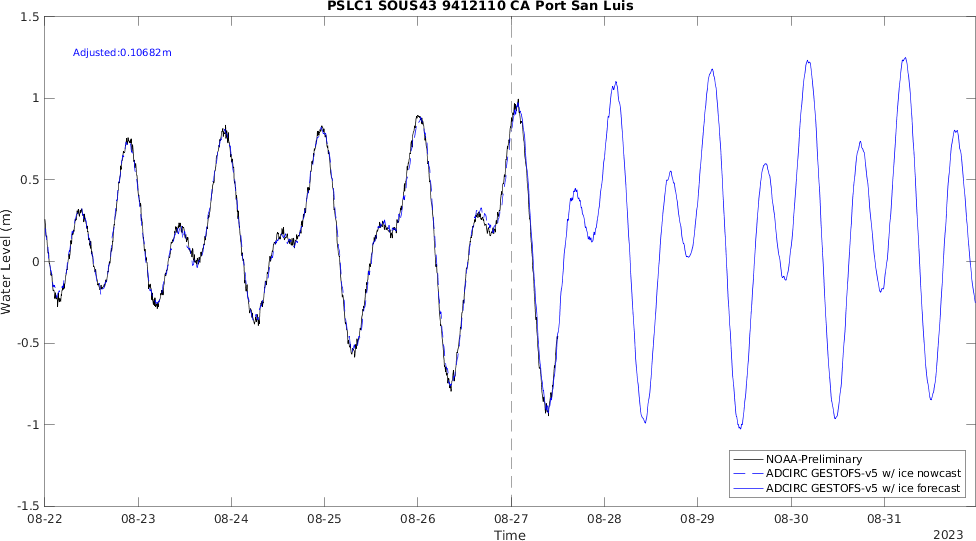 PSLC1 SOUS43 9412110 CA Port San Luis
Adjusted:0.10682m
1.5
1
0.5
0
-0.5
-1
-1.5
Water Level (m)
NOAA-Preliminary
ADCIRC GESTOFS-v5 w/ ice nowcast
ADCIRC GESTOFS-v5 w/ ice forecast
08-22 08-23 08-24 08-25 08-26 08-27 08-28 08-29 08-30 08-31
Time
2023